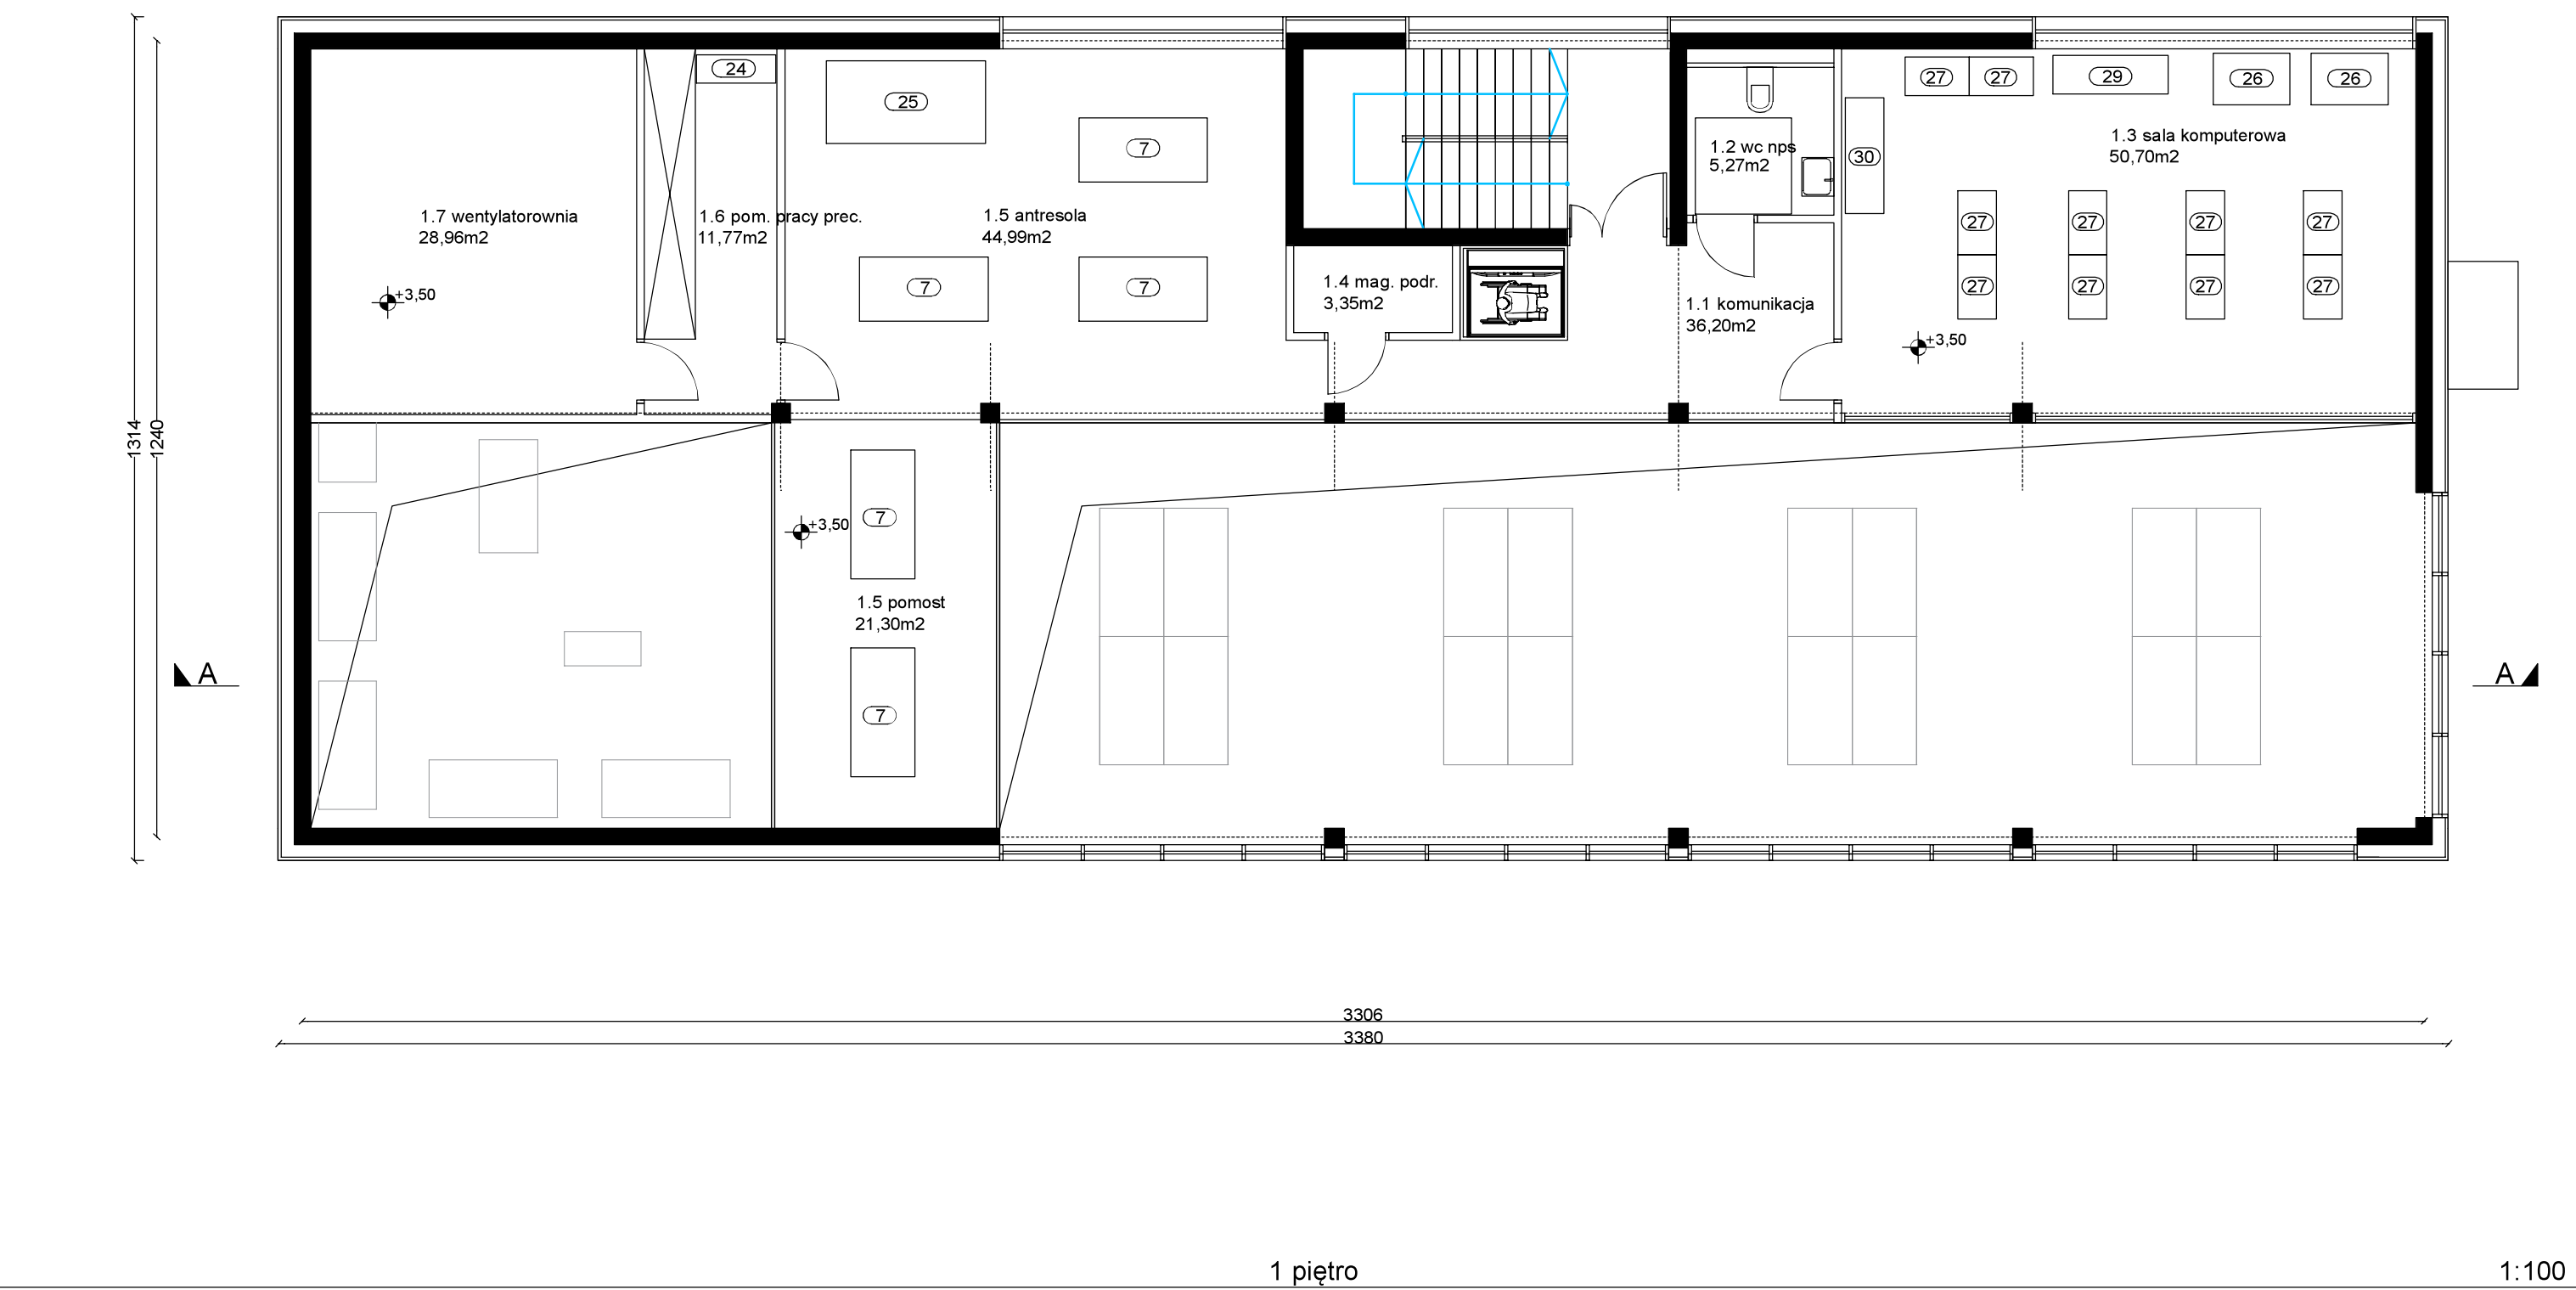 24
25
7
27
27
29
26
26
1.3 sala komputerowa
50,70m2
1.2 wc nps
5,27m2
30
1.7 wentylatorownia
28,96m2
1.6 pom. pracy prec.
11,77m2
1.5 antresola
44,99m2
27
27
27
27
7
7
1.4 mag. podr.
3,35m2
1.1 komunikacja
36,20m2
27
27
27
27
+3,50
+3,50
1314
1240
7
+3,50
1.5 pomost
21,30m2
A
A
7
3306
3380
1 piętro
1:100